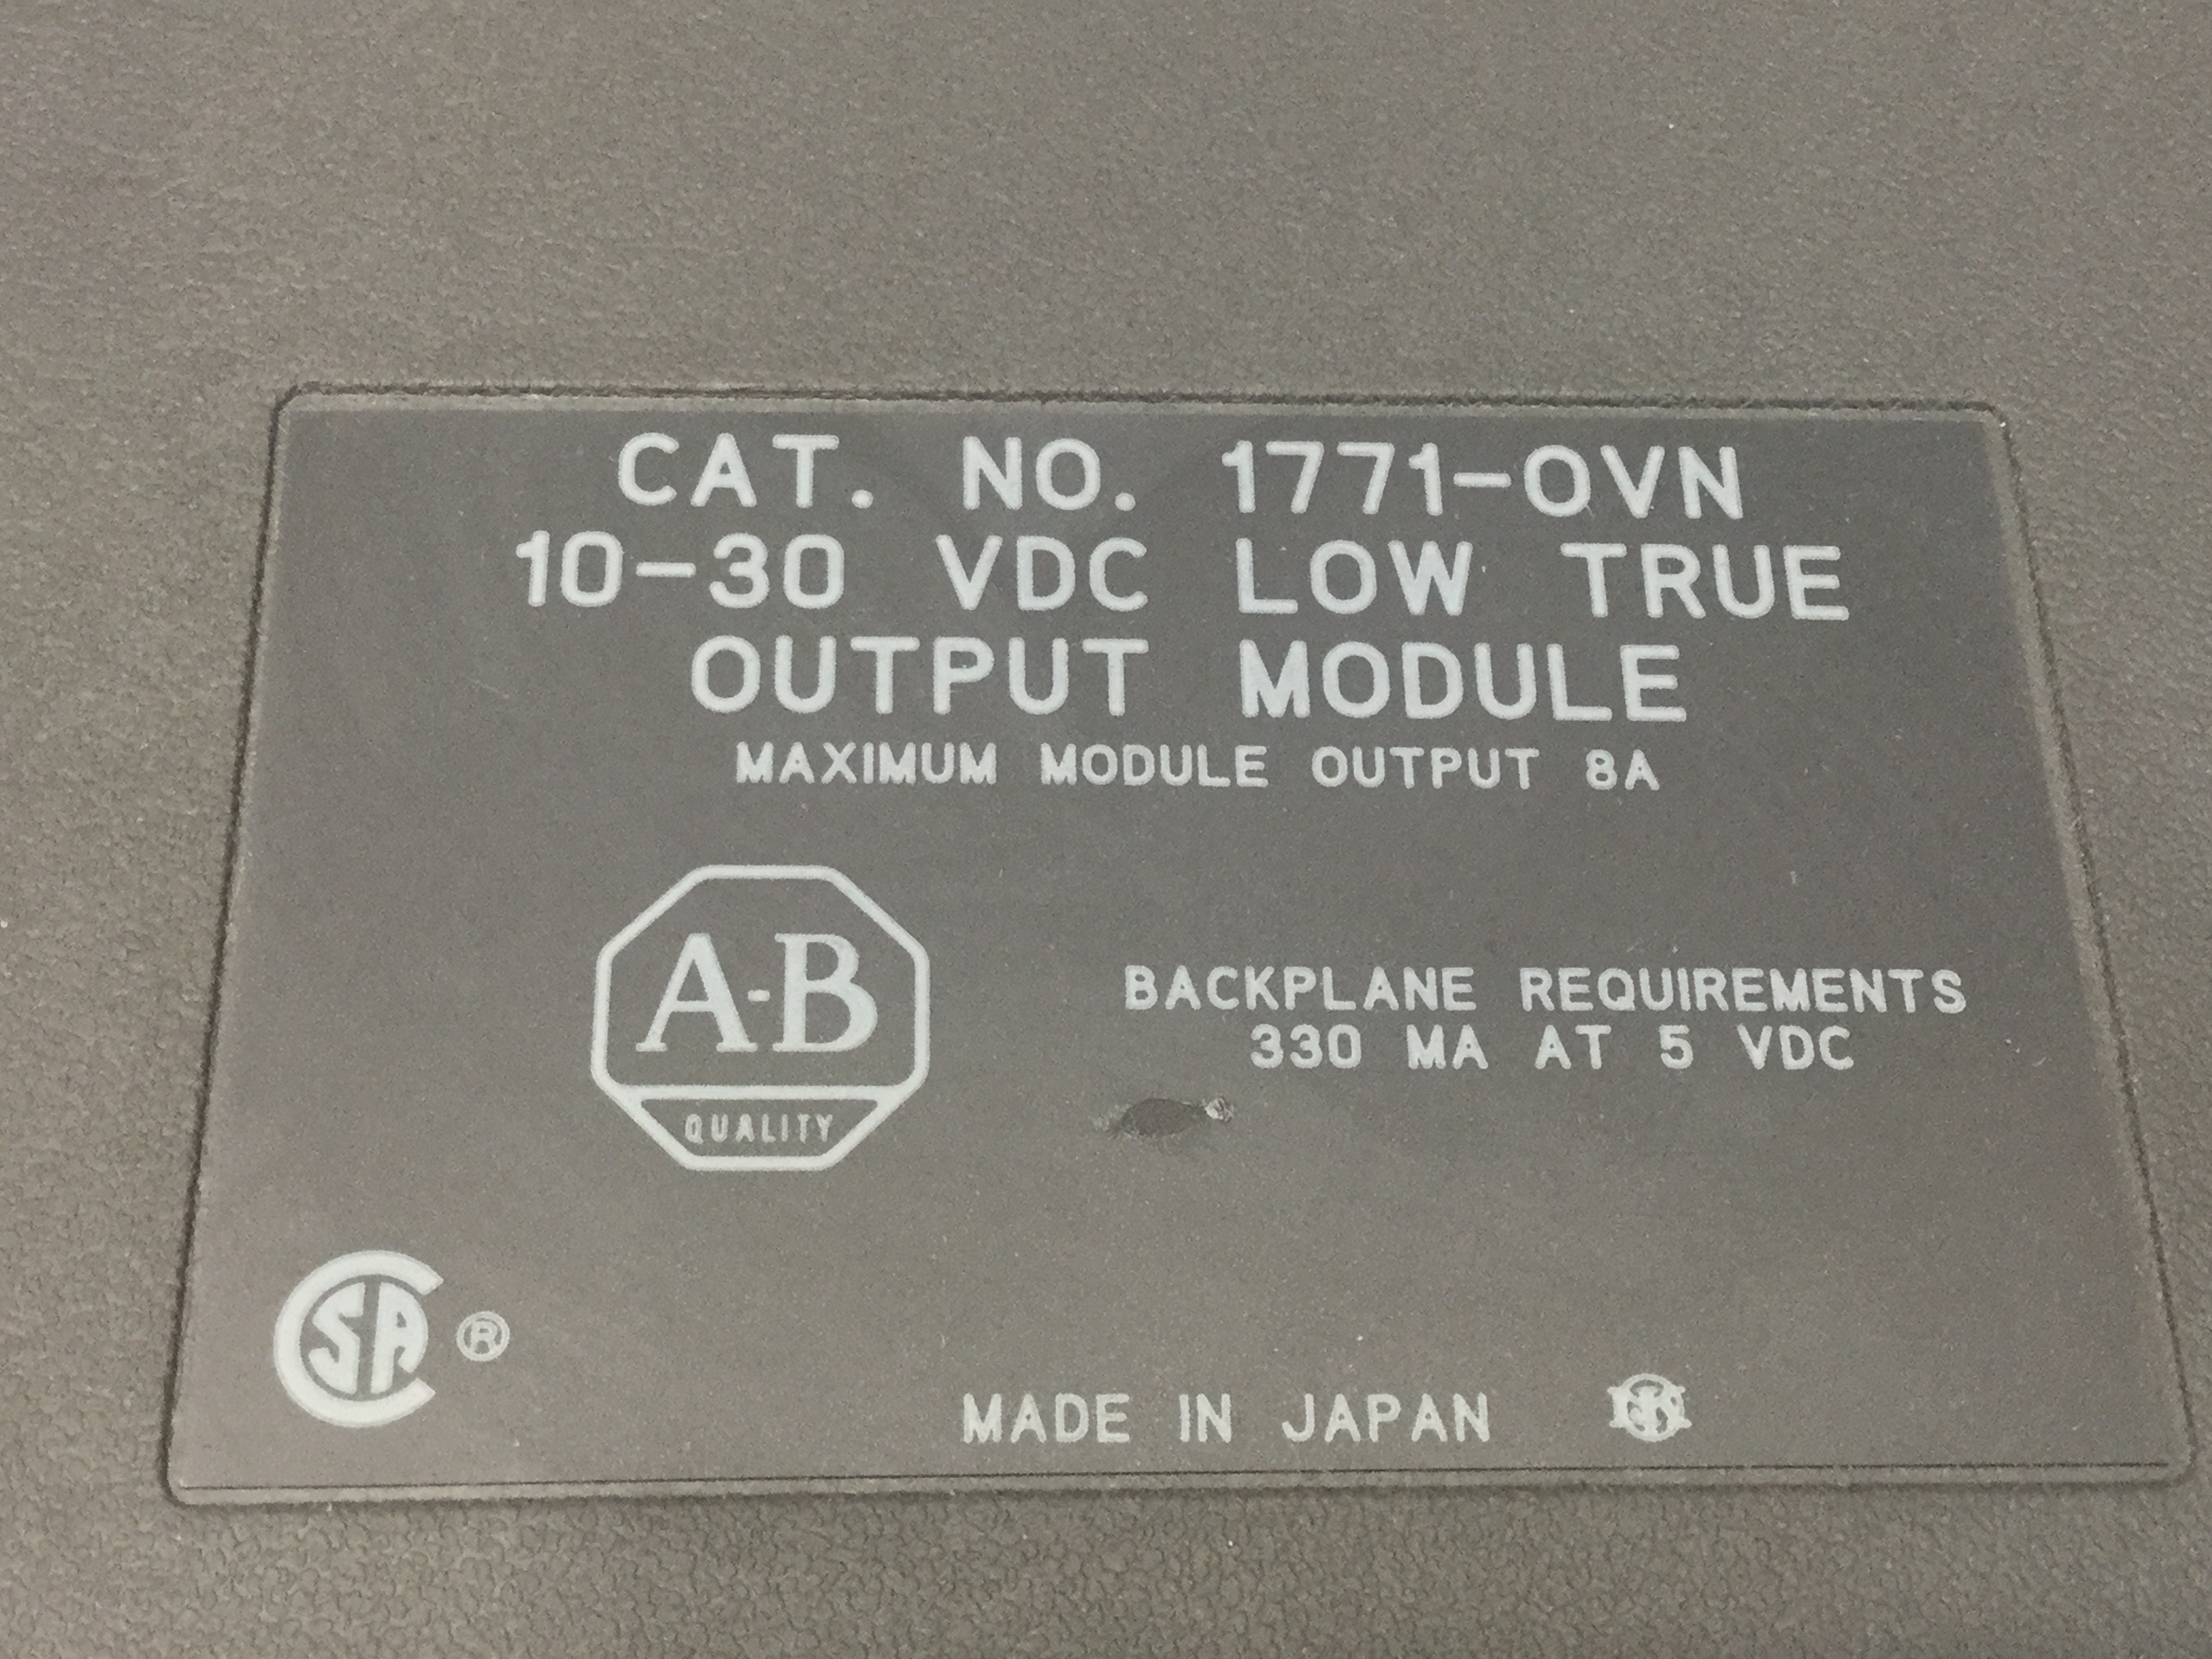 CAT. NO. 1771-OVN
10-30 VDC LOW TRUE
OUTPUT MODULE
MAXIMUM MODULE OUTPUT 8A
A-B
QUALITY
BACKPLANE REQUIREMENTS
330 MA AT 5 VDC
CSA ®
MADE IN JAPAN